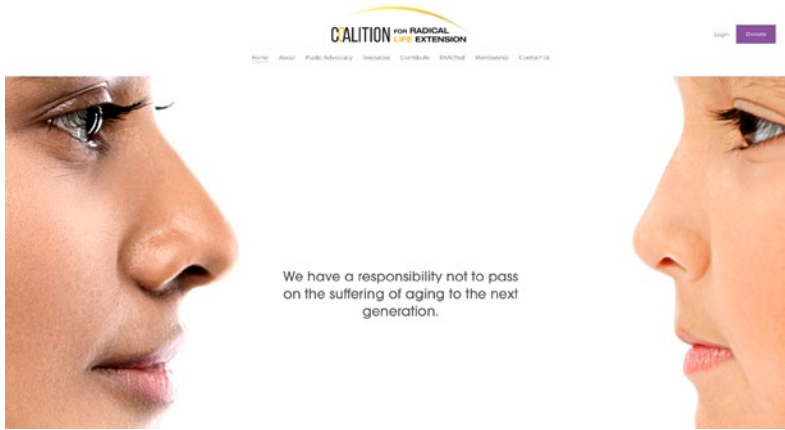 COALITION FOR RADICAL LIFE EXTENSION
Login
Donate
Home About Public Advocacy Resources Contribute RAADfest Membership Contact Us
We have a responsibility not to pass
on the suffering of aging to the next
generation.